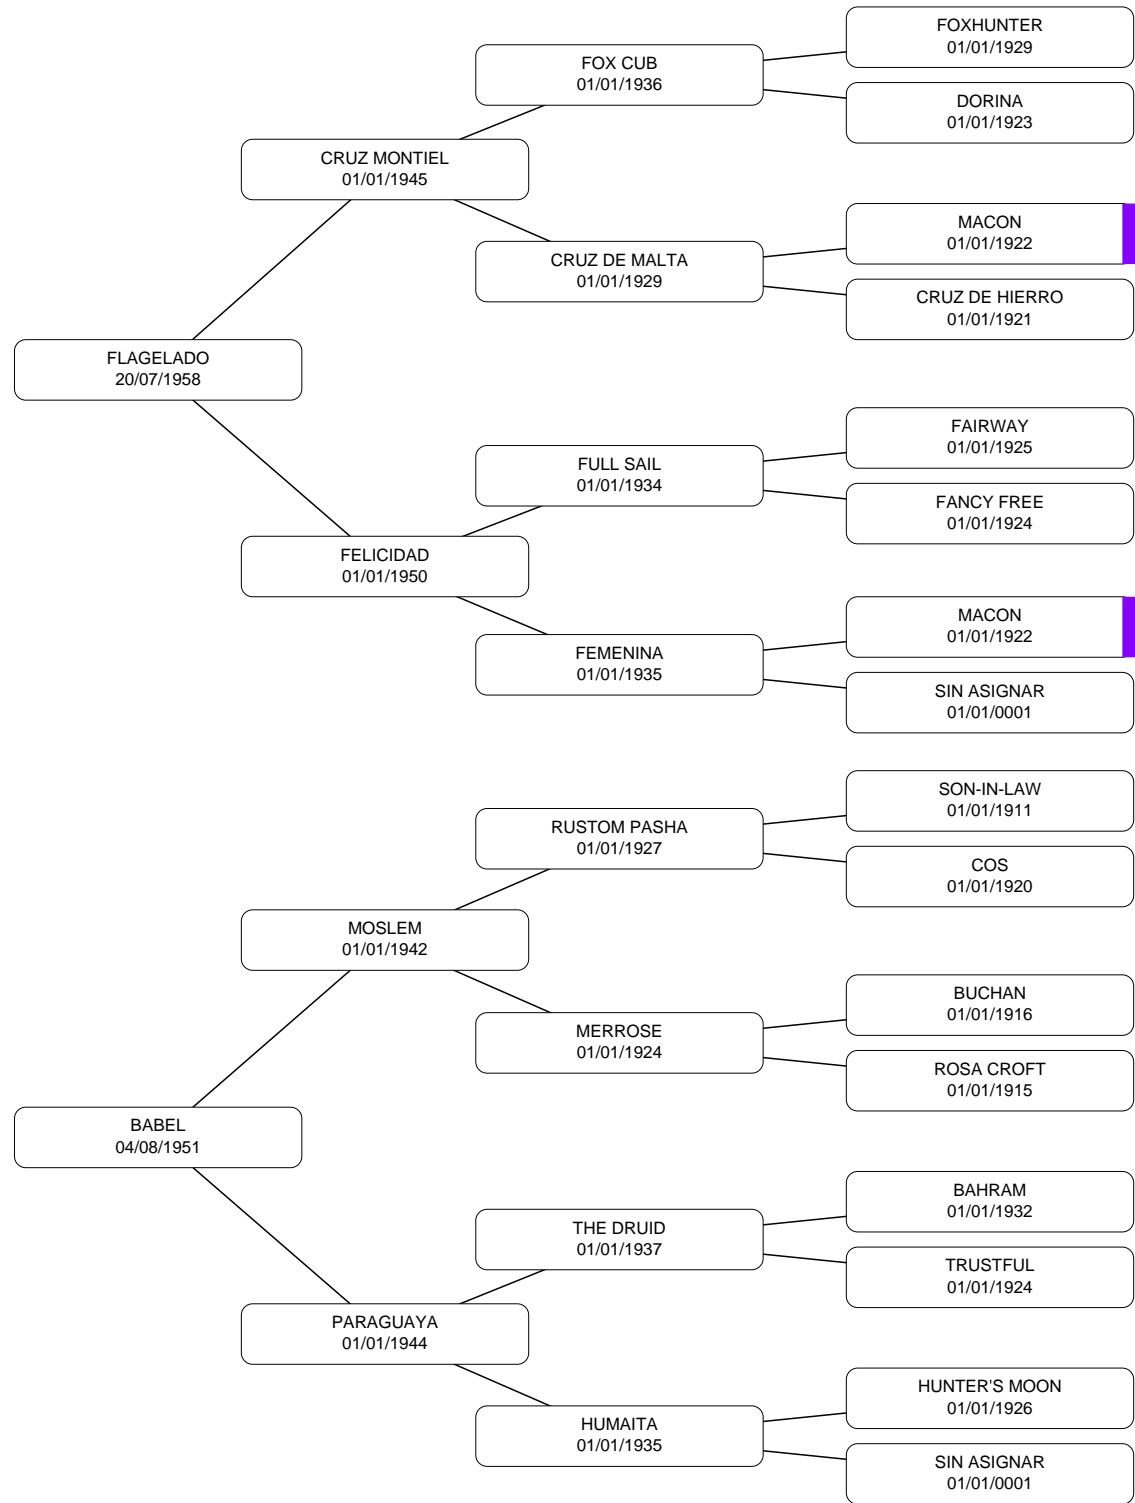 FOXHUNTER
01/01/1929
FOX CUB
01/01/1936
DORINA
01/01/1923
CRUZ MONTIEL
01/01/1945
MACON
01/01/1922
CRUZ DE MALTA
01/01/1929
CRUZ DE HIERRO
01/01/1921
FLAGELADO
20/07/1958
FAIRWAY
01/01/1925
FULL SAIL
01/01/1934
FANCY FREE
01/01/1924
FELICIDAD
01/01/1950
MACON
01/01/1922
FEMENINA
01/01/1935
SIN ASIGNAR
01/01/0001
SON-IN-LAW
01/01/1911
RUSTOM PASHA
01/01/1927
COS
01/01/1920
MOSLEM
01/01/1942
BUCHAN
01/01/1916
MERROSE
01/01/1924
ROSA CROFT
01/01/1915
BABEL
04/08/1951
BAHRAM
01/01/1932
THE DRUID
01/01/1937
TRUSTFUL
01/01/1924
PARAGUAYA
01/01/1944
HUNTER'S MOON
01/01/1926
HUMAITA
01/01/1935
SIN ASIGNAR
01/01/0001